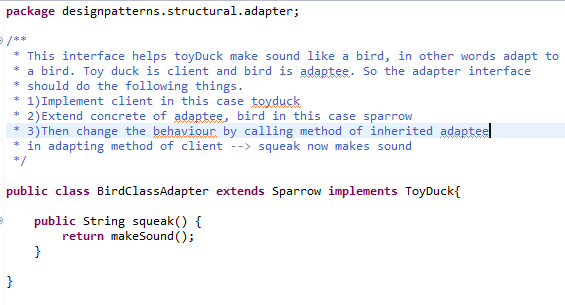 package designpatterns.structural.adapter;
/**
* This interface helps toyDuck make sound like a bird, in other words adapt to
* a bird. Toy duck is client and bird is adaptee. So the adapter interface
* should do the following things.
* 1)Implement client in this case toyduck
* 2)Extend concrete of adaptee, bird in this case sparrow
* 3)Then change the behaviour by calling method of inherited adaptee
* in adapting method of client --> squeak now makes sound
*/
public class BirdClassAdapter extends Sparrow implements ToyDuck{
public String squeak() {
return makeSound();
}
}